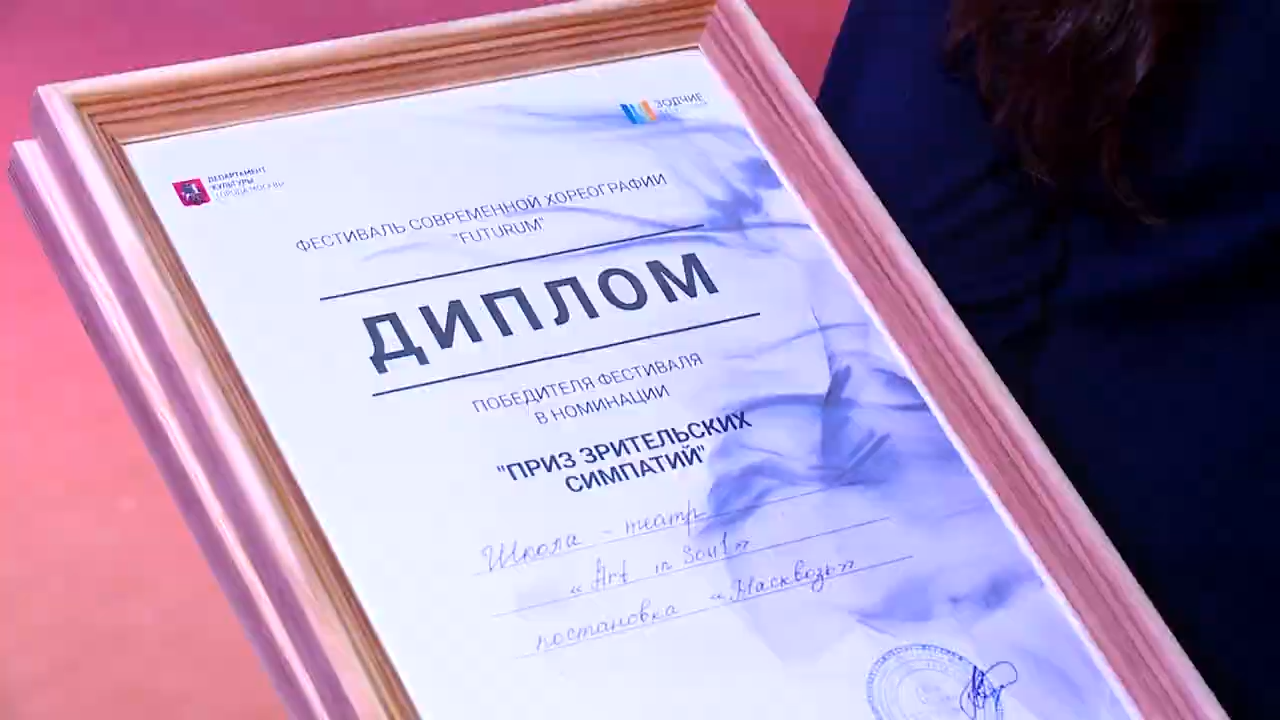 ЗОДЧИЕ
ДЕПАРТАМЕНТ
КУЛЬТУРЫ
ГОРОДА МОСКВЫ
ФЕСТИВАЛЬ СОВРЕМЕННОЙ ХОРЕОГРАФИИ
"FUTURUM"
ДИПЛОМ
ПОБЕДИТЕЛЯ ФЕСТИВАЛЯ
В НОМИНАЦИИ
"ПРИЗ ЗРИТЕЛЬСКИХ
СИМПАТИЙ"
Школа - театр
«Art in Soul»
постановка «Насквозь»